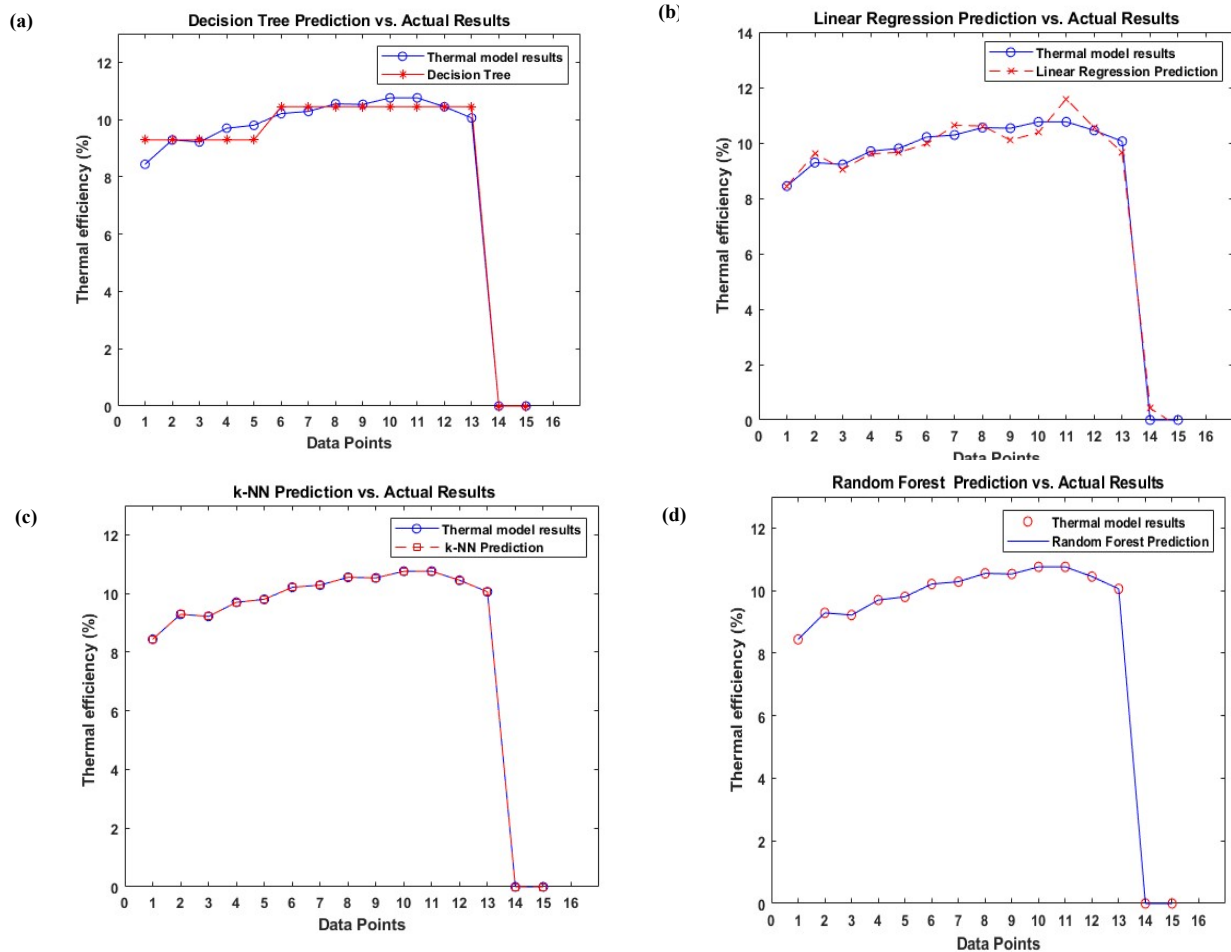 (a)
Decision Tree Prediction vs. Actual Results
Thermal model results
Decision Tree
Thermal efficiency (%)
12
10
8
6
4
2
0
0 1 2 3 4 5 6 7 8 9 10 11 12 13 14 15 16
Data Points
(b)
Linear Regression Prediction vs. Actual Results
Thermal model results
Linear Regression Prediction
Thermal efficiency (%)
14
12
10
8
6
4
2
0
0 1 2 3 4 5 6 7 8 9 10 11 12 13 14 15 16
Data Points
(c)
k-NN Prediction vs. Actual Results
Thermal model results
k-NN Prediction
Thermal efficiency (%)
12
10
8
6
4
2
0
0 1 2 3 4 5 6 7 8 9 10 11 12 13 14 15 16
Data Points
(d)
Random Forest Prediction vs. Actual Results
Thermal model results
Random Forest Prediction
Thermal efficiency (%)
12
10
8
6
4
2
0
0 1 2 3 4 5 6 7 8 9 10 11 12 13 14 15 16
Data Points